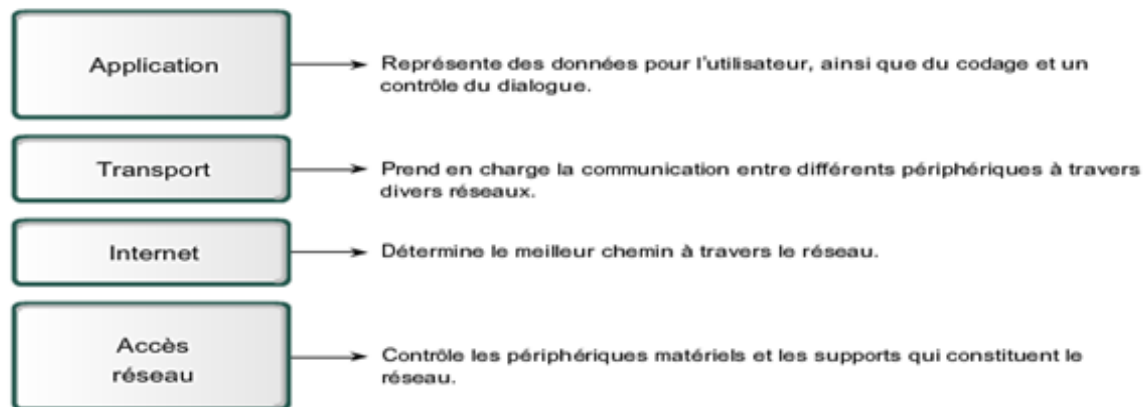 Application
Représente des données pour l'utilisateur, ainsi que du codage et un
contrôle du dialogue.
Transport
Prend en charge la communication entre différents périphériques à travers
divers réseaux.
Internet
Détermine le meilleur chemin à travers le réseau.
Accès
réseau
Contrôle les périphériques matériels et les supports qui constituent le
réseau.